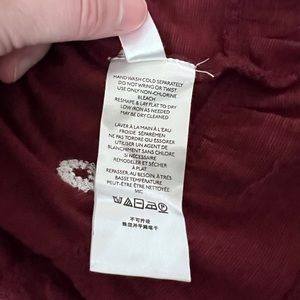 HAND WASH COLD SEPARATELY
DO NOT WRING OR TWIST
USE ONLY NON-CHLORINE
BLEACH
RESHAPE & LAY FLAT TO DRY
LOW IRON AS NEEDED
MAY BE DRY CLEANED
LAVER À LA MAIN À L'EAU
FROIDE SÉPARÉMEN
NE PAS TORDRE OU ESSORER
UTILISER UN AGENT DE
BLANCHIMENT SANS CHLORE
SI NÉCESSAIRE
REMODELER ET SÉCHER
À PLAT
REPASSAGE AU BESOIN À
BASSE TEMPÉRATURE
PEUT-ÊTRE ÊTRE NETTOYÉE
不可拧绞